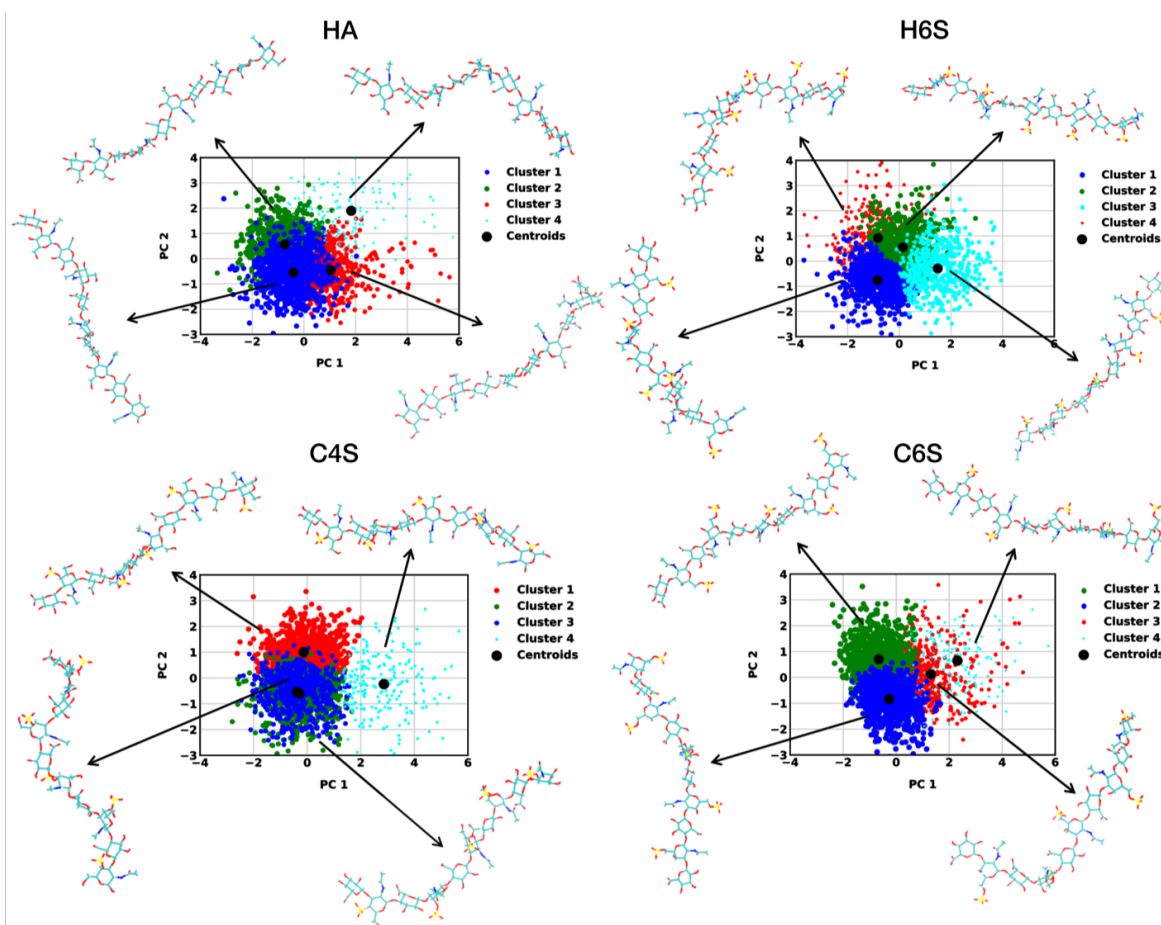 HA
H6S
4
3
2
1
0
−1
−2
−3
−4 −2 0 2 4 6
PC 2
PC 1
Cluster 1
Cluster 2
Cluster 3
Cluster 4
Centroids
4
3
2
1
0
−1
−2
−3
−4 −2 0 2 4 6
PC 2
PC 1
Cluster 1
Cluster 2
Cluster 3
Cluster 4
Centroids
C4S
C6S
4
3
2
1
0
−1
−2
−3
−4 −2 0 2 4 6
PC 2
PC 1
Cluster 1
Cluster 2
Cluster 3
Cluster 4
Centroids
4
3
2
1
0
−1
−2
−3
−4 −2 0 2 4 6
PC 2
PC 1
Cluster 1
Cluster 2
Cluster 3
Cluster 4
Centroids